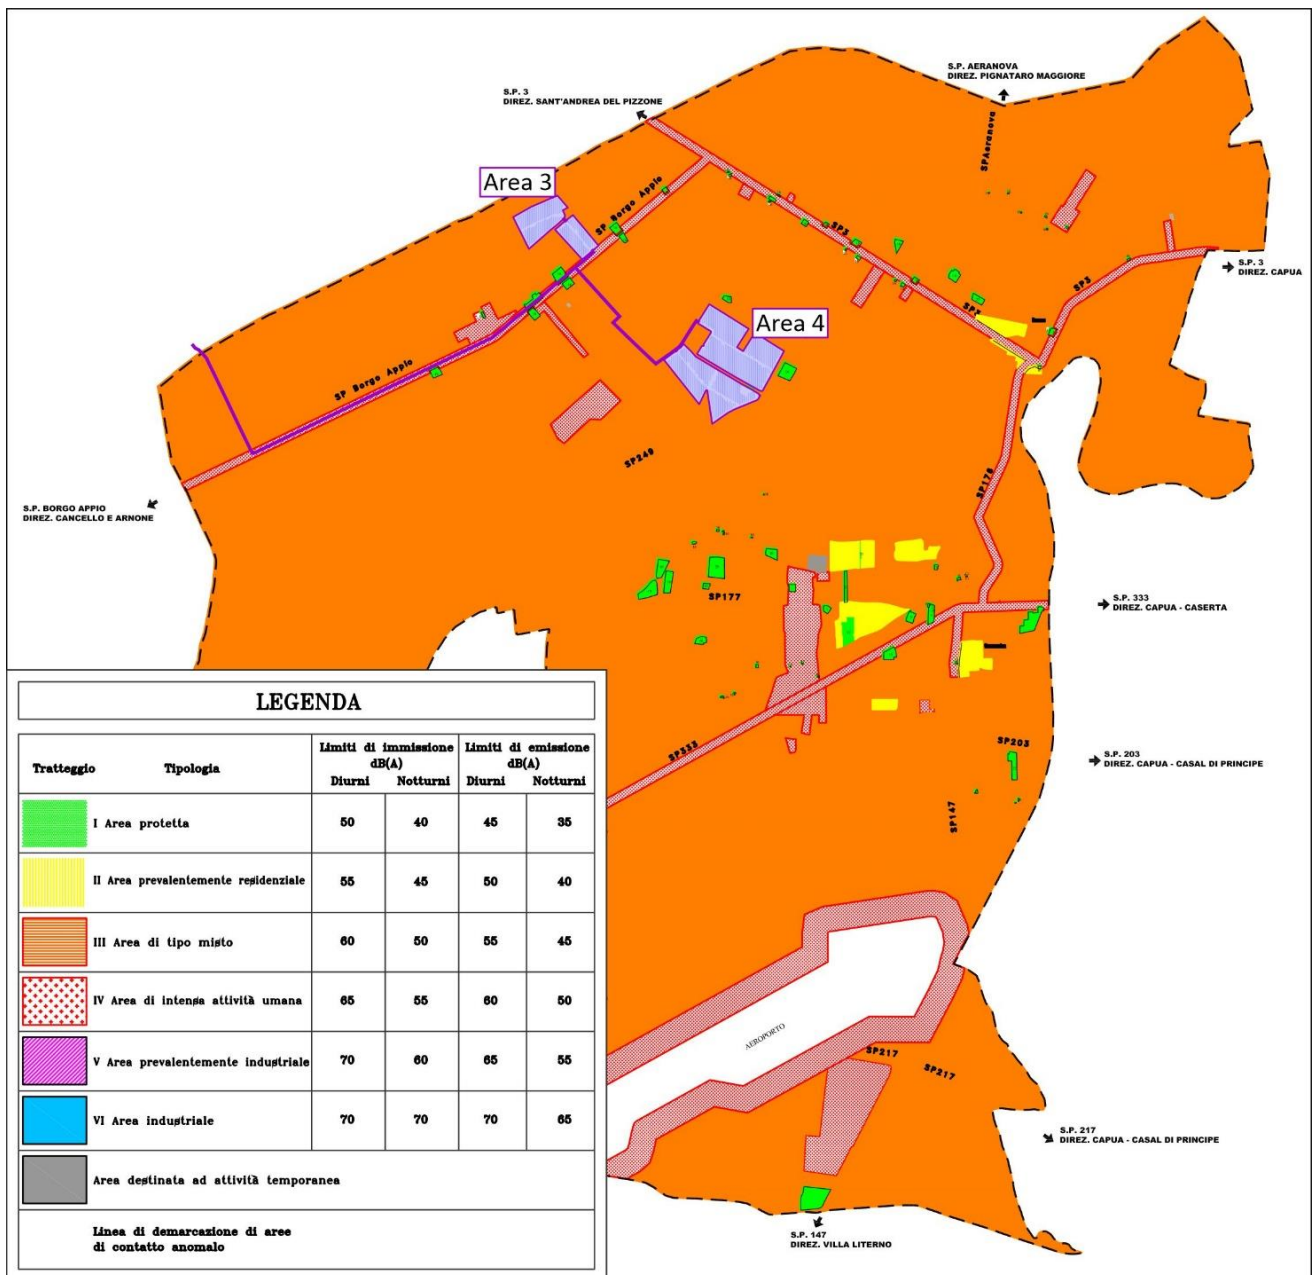 S.P. AERANOVA
DIREZ. PIGNATARO MAGGIORE
S.P. 3
DIREZ. SANT'ANDREA DEL PIZZONE
SPAeranova
Area 3
SP Borgo Appio
SP3
S.P. 3
DIREZ. CAPUA
SP3
SP3
Area 4
SP Borgo Appio
SP249
SP178
S.P. BORGO APPIO
DIREZ. CANCELLO E ARNONE
SP177
S.P. 333
DIREZ. CAPUA - CASERTA
SP333
SP203
S.P. 203
DIREZ. CAPUA - CASAL DI PRINCIPE
SP147
AEROPORTO
SP217
SP217
S.P. 217
DIREZ. CAPUA - CASAL DI PRINCIPE
S.P. 147
DIREZ. VILLA LITERNO
LEGENDA
Tratteggio Tipologia Limiti di immissione dB(A) Limiti di emissione dB(A)
Diurni Notturni Diurni Notturni
I Area protetta 50 40 45 35
II Area prevalentemente residenziale 55 45 50 40
III Area di tipo misto 60 50 55 45
IV Area di intensa attività umana 65 55 60 50
V Area prevalentemente industriale 70 60 65 55
VI Area industriale 70 70 70 65
Area destinata ad attività temporanea
Linea di demarcazione di aree
di contatto anomalo